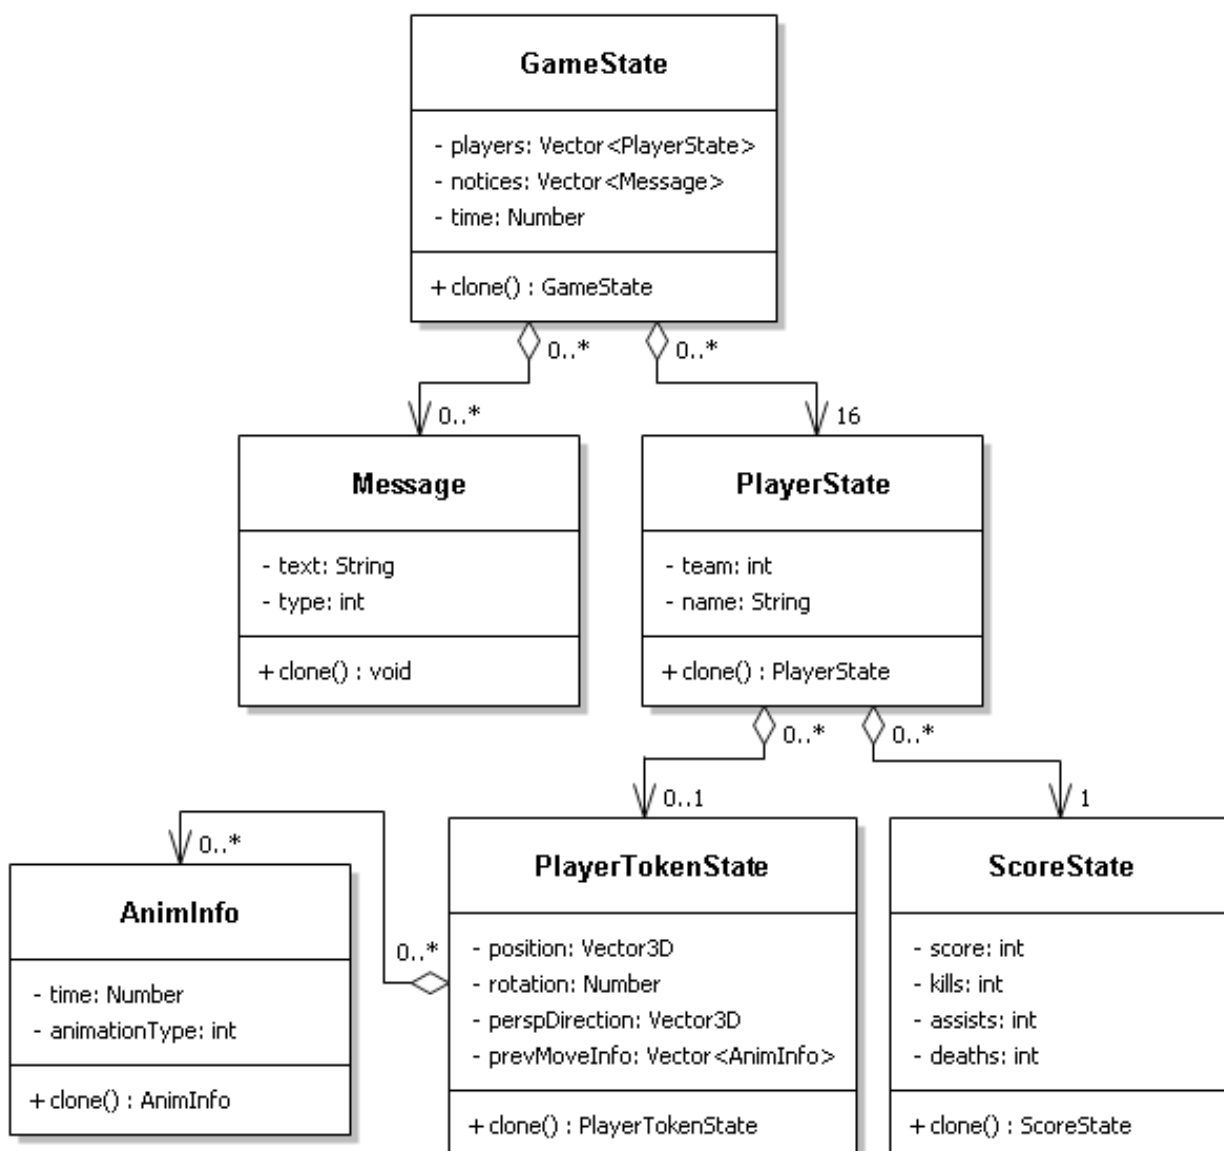 GameState
- players: Vector<PlayerState>
- notices: Vector<Message>
- time: Number
+ clone() : GameState
0..*
0..*
0..*
16
Message
- text: String
- type: int
+ clone() : void
PlayerState
- team: int
- name: String
+ clone() : PlayerState
0..*
0..*
0..1
1
0..*
AnimInfo
- time: Number
- animationType: int
+ clone() : AnimInfo
0..*
PlayerTokenState
- position: Vector3D
- rotation: Number
- perspDirection: Vector3D
- prevMoveInfo: Vector<AnimInfo>
+ clone() : PlayerTokenState
ScoreState
- score: int
- kills: int
- assists: int
- deaths: int
+ clone() : ScoreState